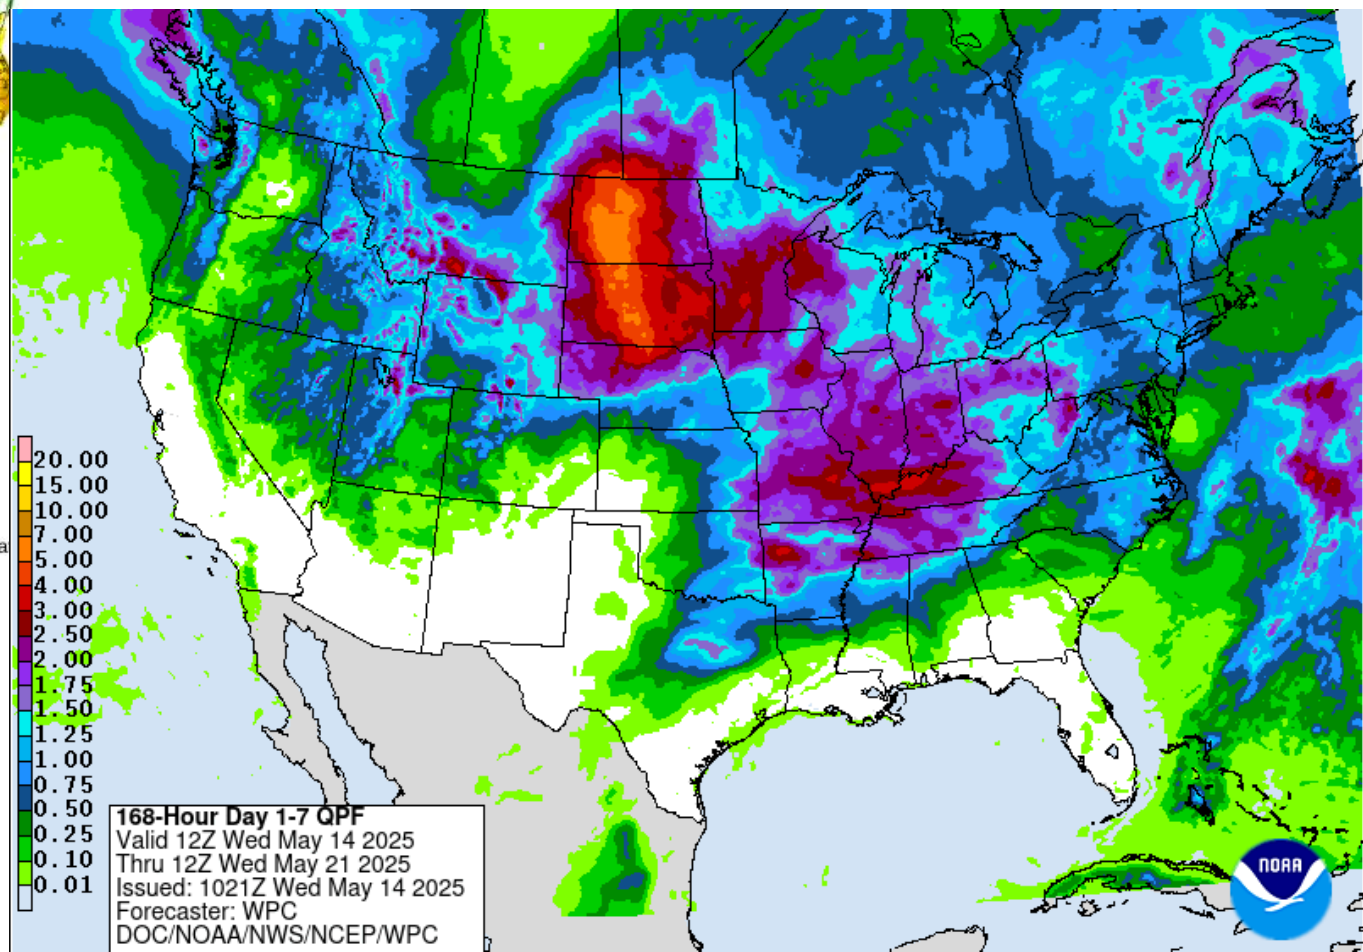 a
20.00
15.00
10.00
7.00
5.00
4.00
3.00
2.50
2.00
1.75
1.50
1.25
1.00
0.75
0.50
0.25
0.10
0.01
168-Hour Day 1-7 QPF
Valid 12Z Wed May 14 2025
Thru 12Z Wed May 21 2025
Issued: 1021Z Wed May 14 2025
Forecaster: WPC
DOC/NOAA/NWS/NCEP/WPC
NOAA